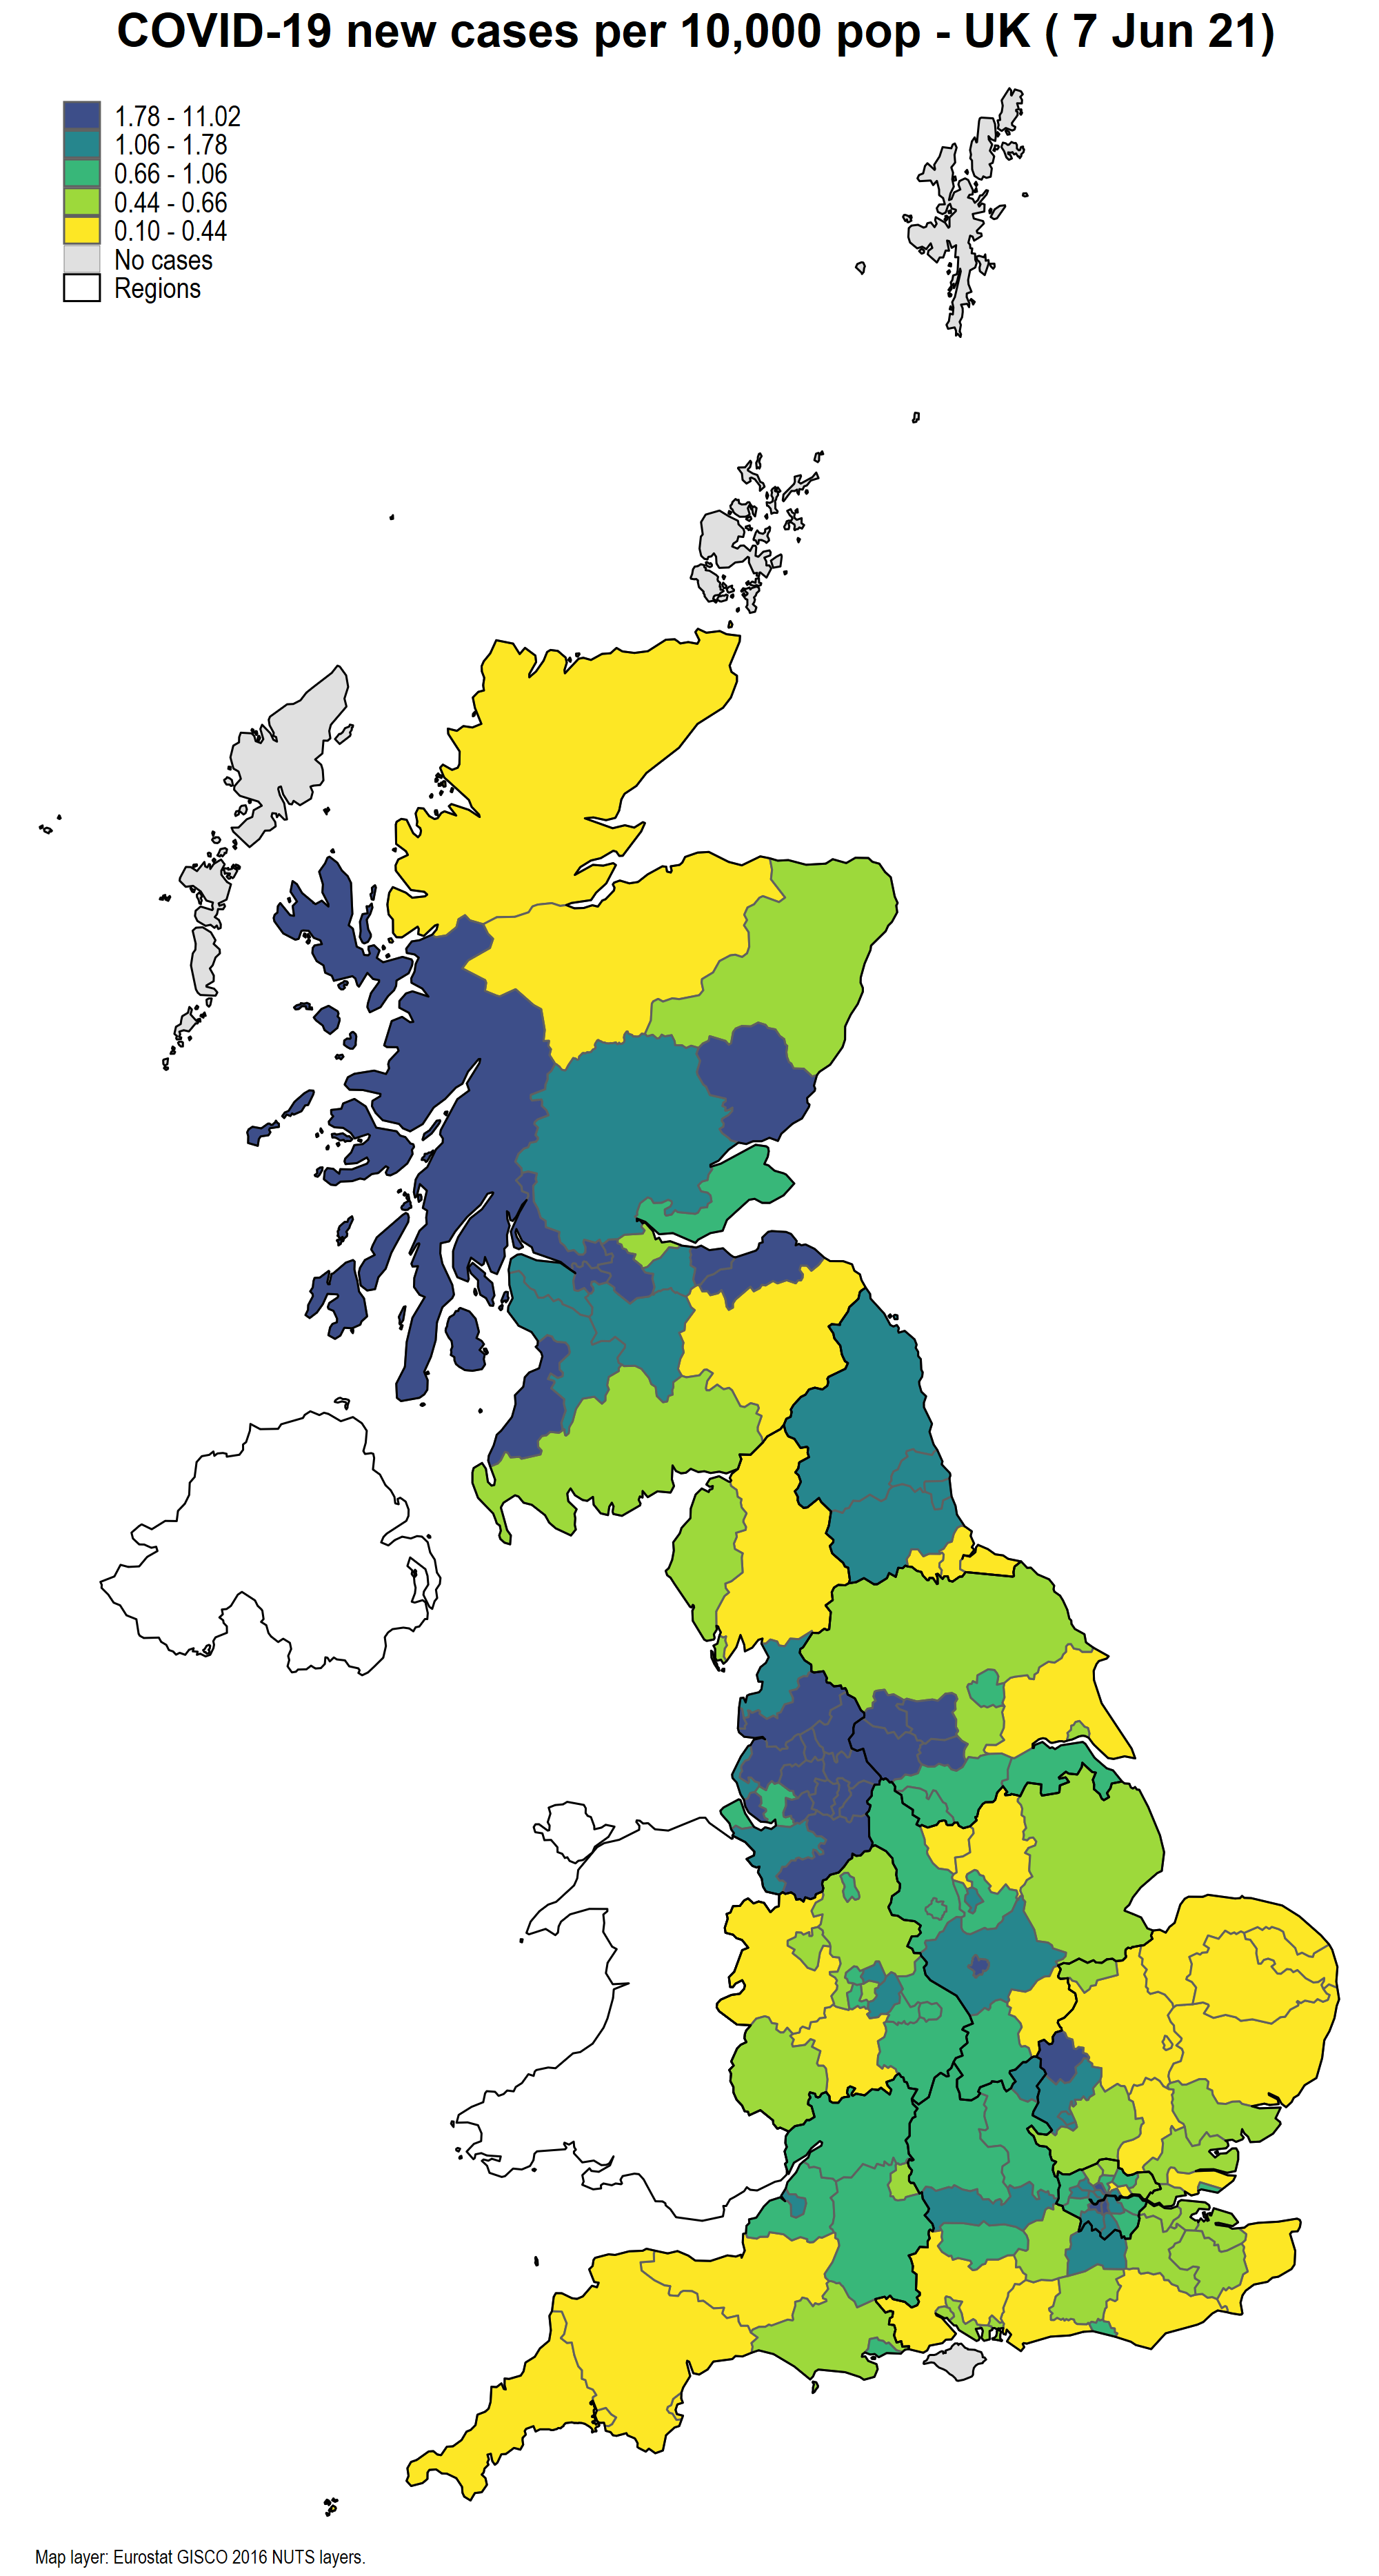 COVID-19 new cases per 10,000 pop - UK ( 7 Jun 21)
1.78 - 11.02
1.06 - 1.78
0.66 - 1.06
0.44 - 0.66
0.10 - 0.44
No cases
Regions
Map layer: Eurostat GISCO 2016 NUTS layers.